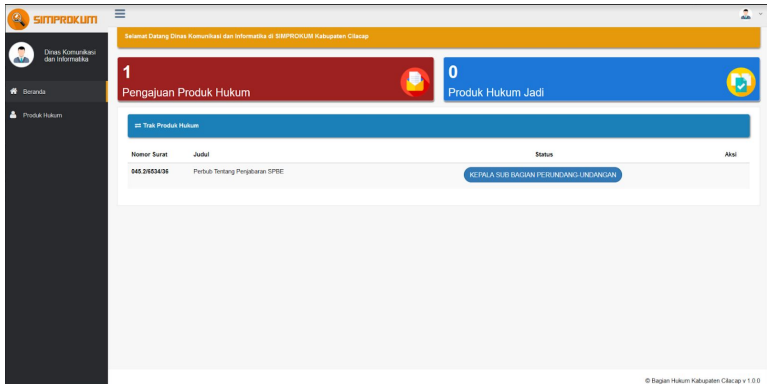 SIMPROKUM
Selamat Datang Dinas Komunikasi dan Informatika di SIMPROKUM Kabupaten Cilacap
Dinas Komunikasi
dan Informatika
Beranda
Produk Hukum
1
Pengajuan Produk Hukum
0
Produk Hukum Jadi
Trak Produk Hukum
Nomor Surat Judul Status Aksi
045.2/6534/36 Perbub Tentang Penjabaran SPBE KEPALA SUB BAGIAN PERUNDANG-UNDANGAN
© Bagian Hukum Kabupaten Cilacap v 1.0.0